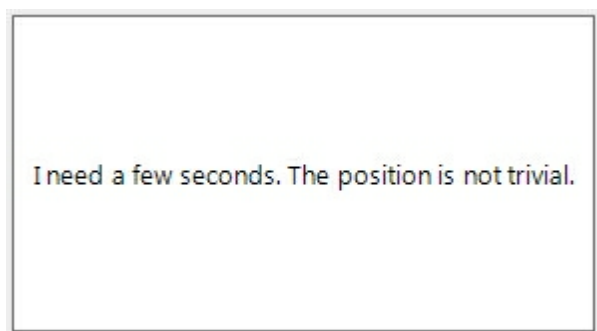 I need a few seconds. The position is not trivial.